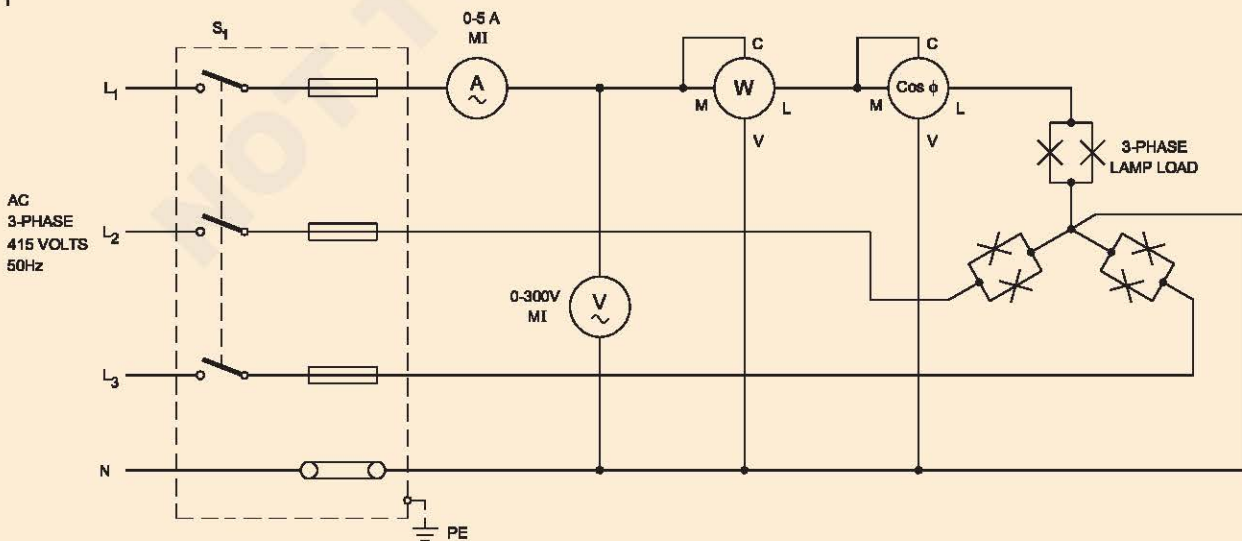 NOT T
0-5 A
MI
S1
L1
A
~
C
M
W
L
V
C
M
Cos ϕ
L
V
3-PHASE
LAMP LOAD
AC
3-PHASE
415 VOLTS
50Hz
L2
0-300V
MI
V
~
L3
N
PE